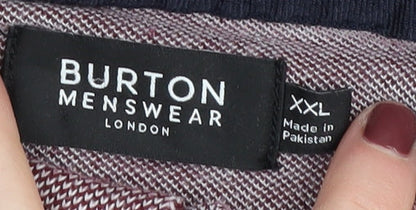 BURTON
MENSWEAR
LONDON
XXL
Made in
Pakistan